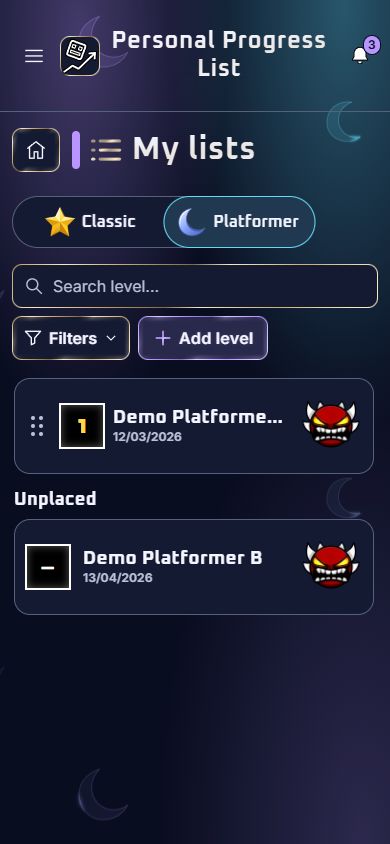 Personal Progress
List
3
My lists
Classic
Platformer
Search level...
Filters
Add level
1
Demo Platforme...
12/03/2026
Unplaced
–
Demo Platformer B
13/04/2026